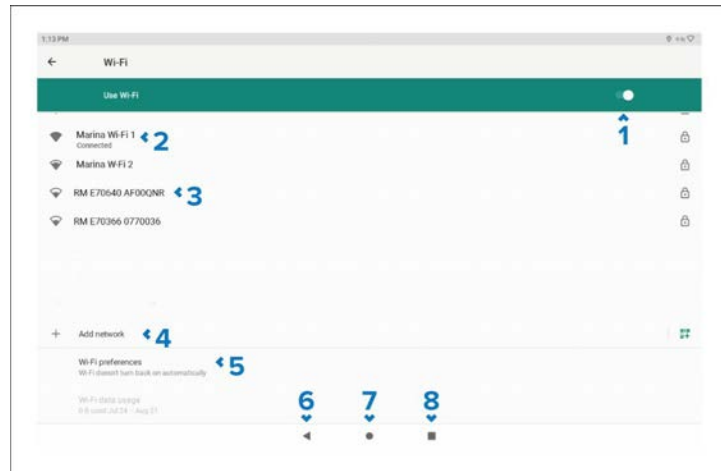 1:13 PM
Wi-Fi
Use Wi-Fi
1
Marina Wi-Fi 1
2
Connected
Marina W-Fi 2
RM E70640 AF00QNR
3
RM E70366 0770036
Add network
4
Wi-Fi preferences
5
Wi-Fi doesn't turn back on automatically
Wi-Fi data usage
6 7 8